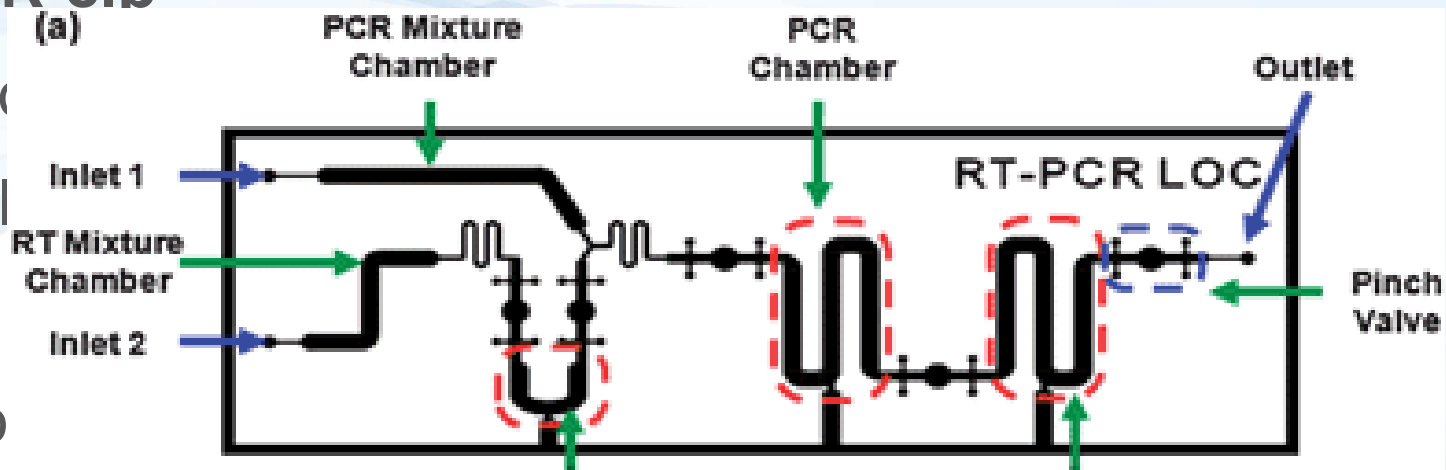 (a)
PCR Mixture
Chamber
PCR
Chamber
Outlet
Inlet 1
RT-PCR LOC
RT Mixture
Chamber
Pinch
Valve
Inlet 2